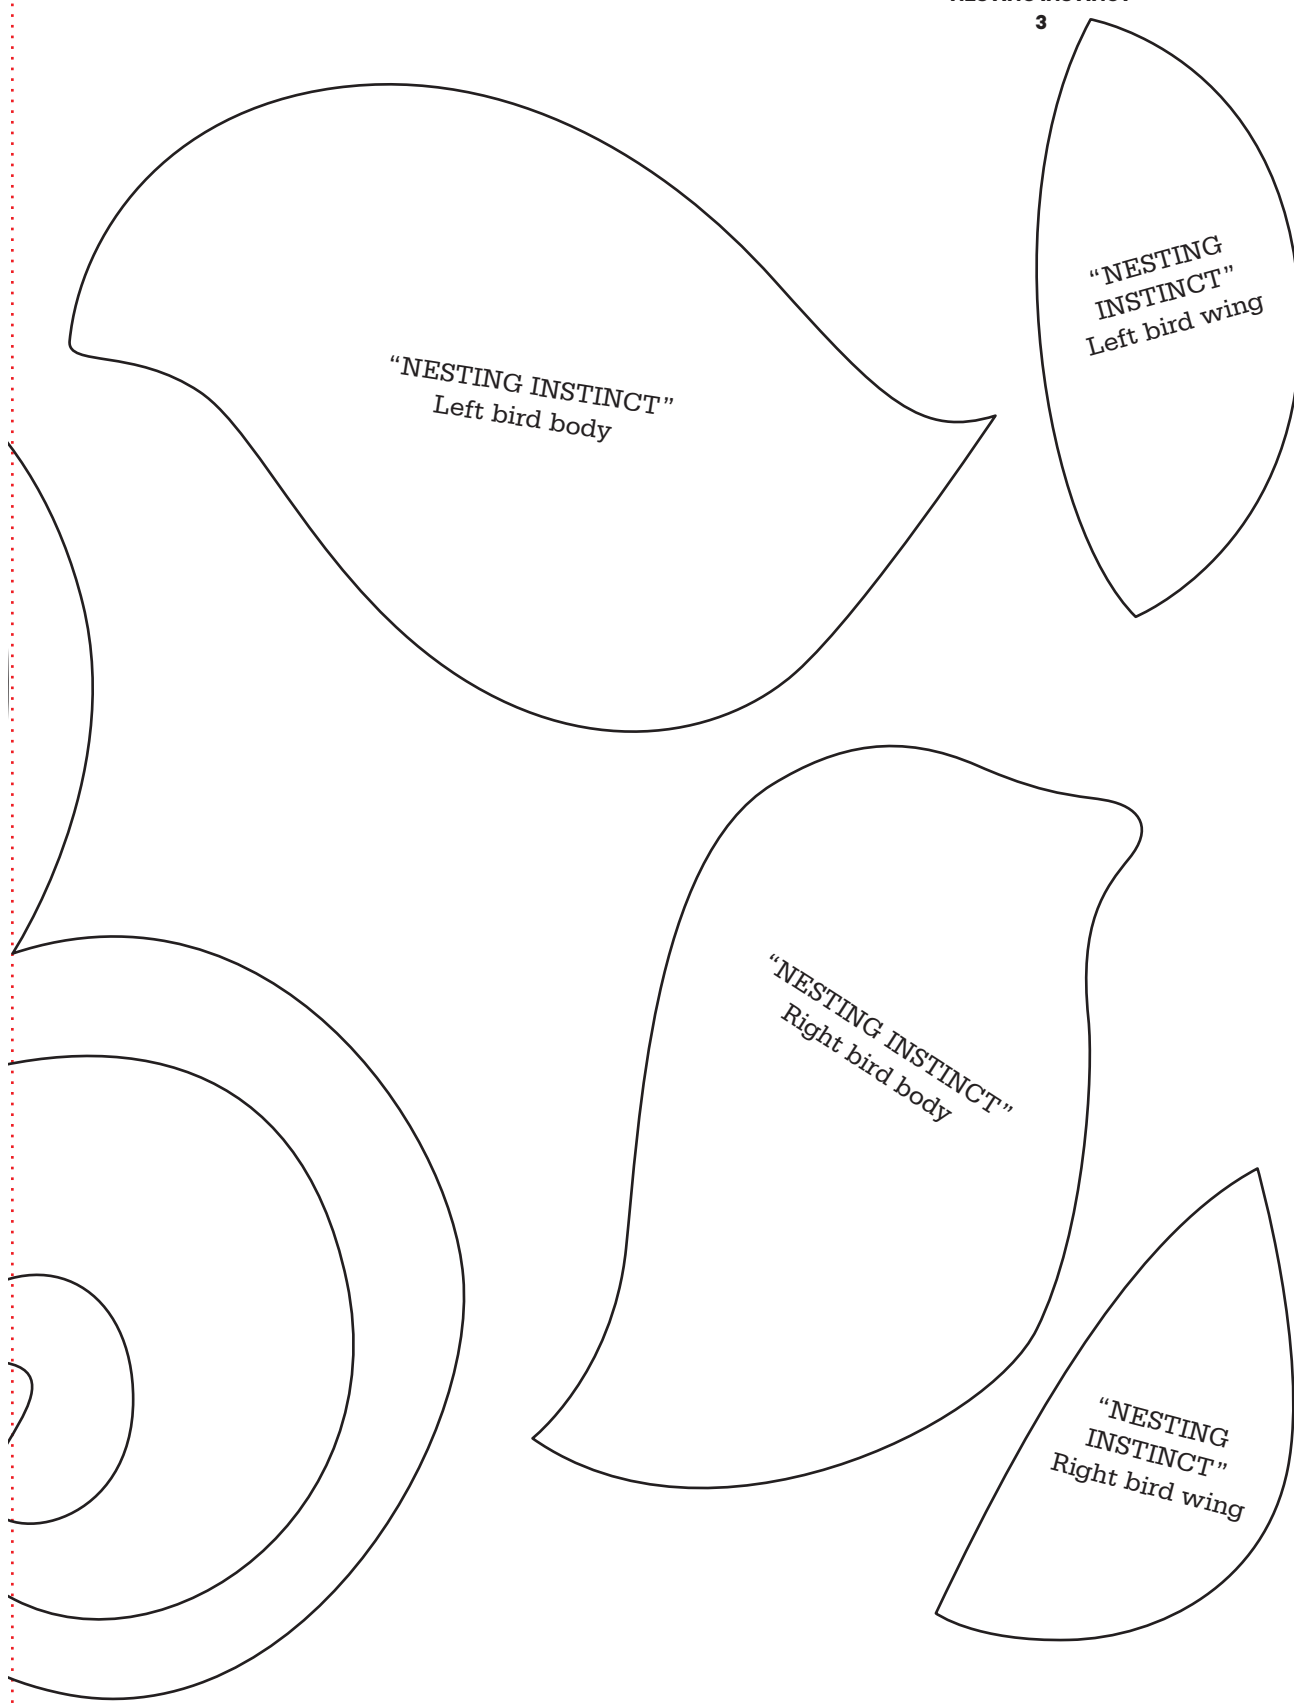 3
“NESTING
INSTINCT”
Left bird wing
“NESTING INSTINCT”
Left bird body
“NESTING INSTINCT”
Right bird body
“NESTING
INSTINCT”
Right bird wing